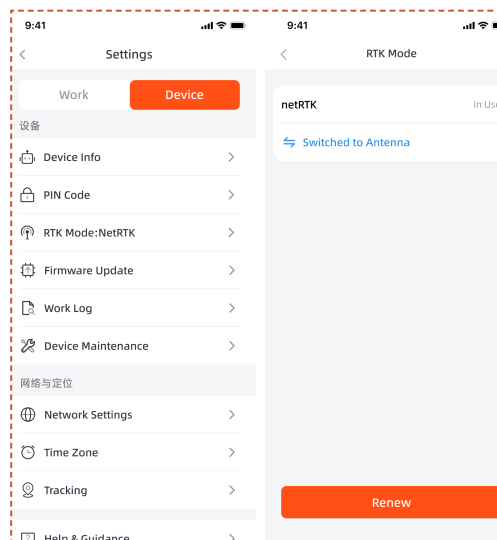 9:41
Settings
Work
Device
设备
Device Info
PIN Code
RTK Mode:NetRTK
Firmware Update
Work Log
Device Maintenance
网络与定位
Network Settings
Time Zone
Tracking
Help & Guidance
9:41
RTK Mode
netRTK
In Use
Switched to Antenna
Renew